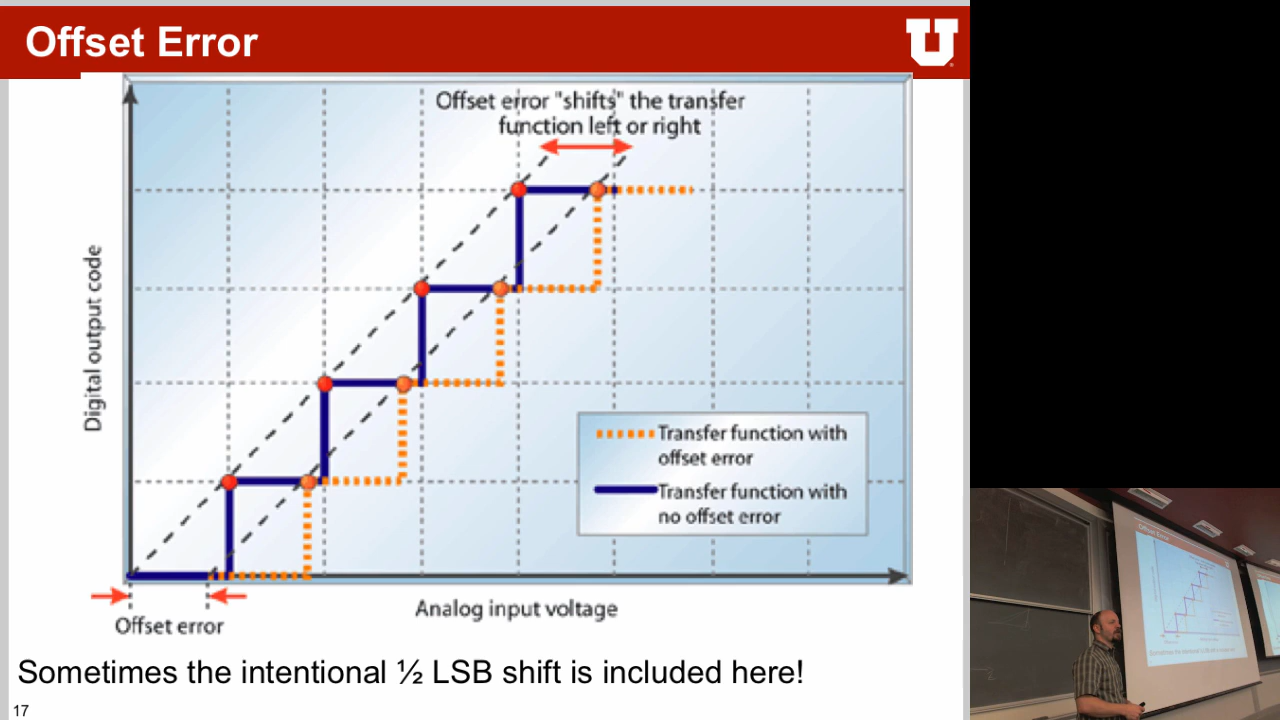 Offset Error
U
Offset error "shifts" the transfer
function left or right
Digital output code
Transfer function with
offset error
Transfer function with
no offset error
Analog input voltage
Offset error
Sometimes the intentional ½ LSB shift is included here!
17
Offset Error